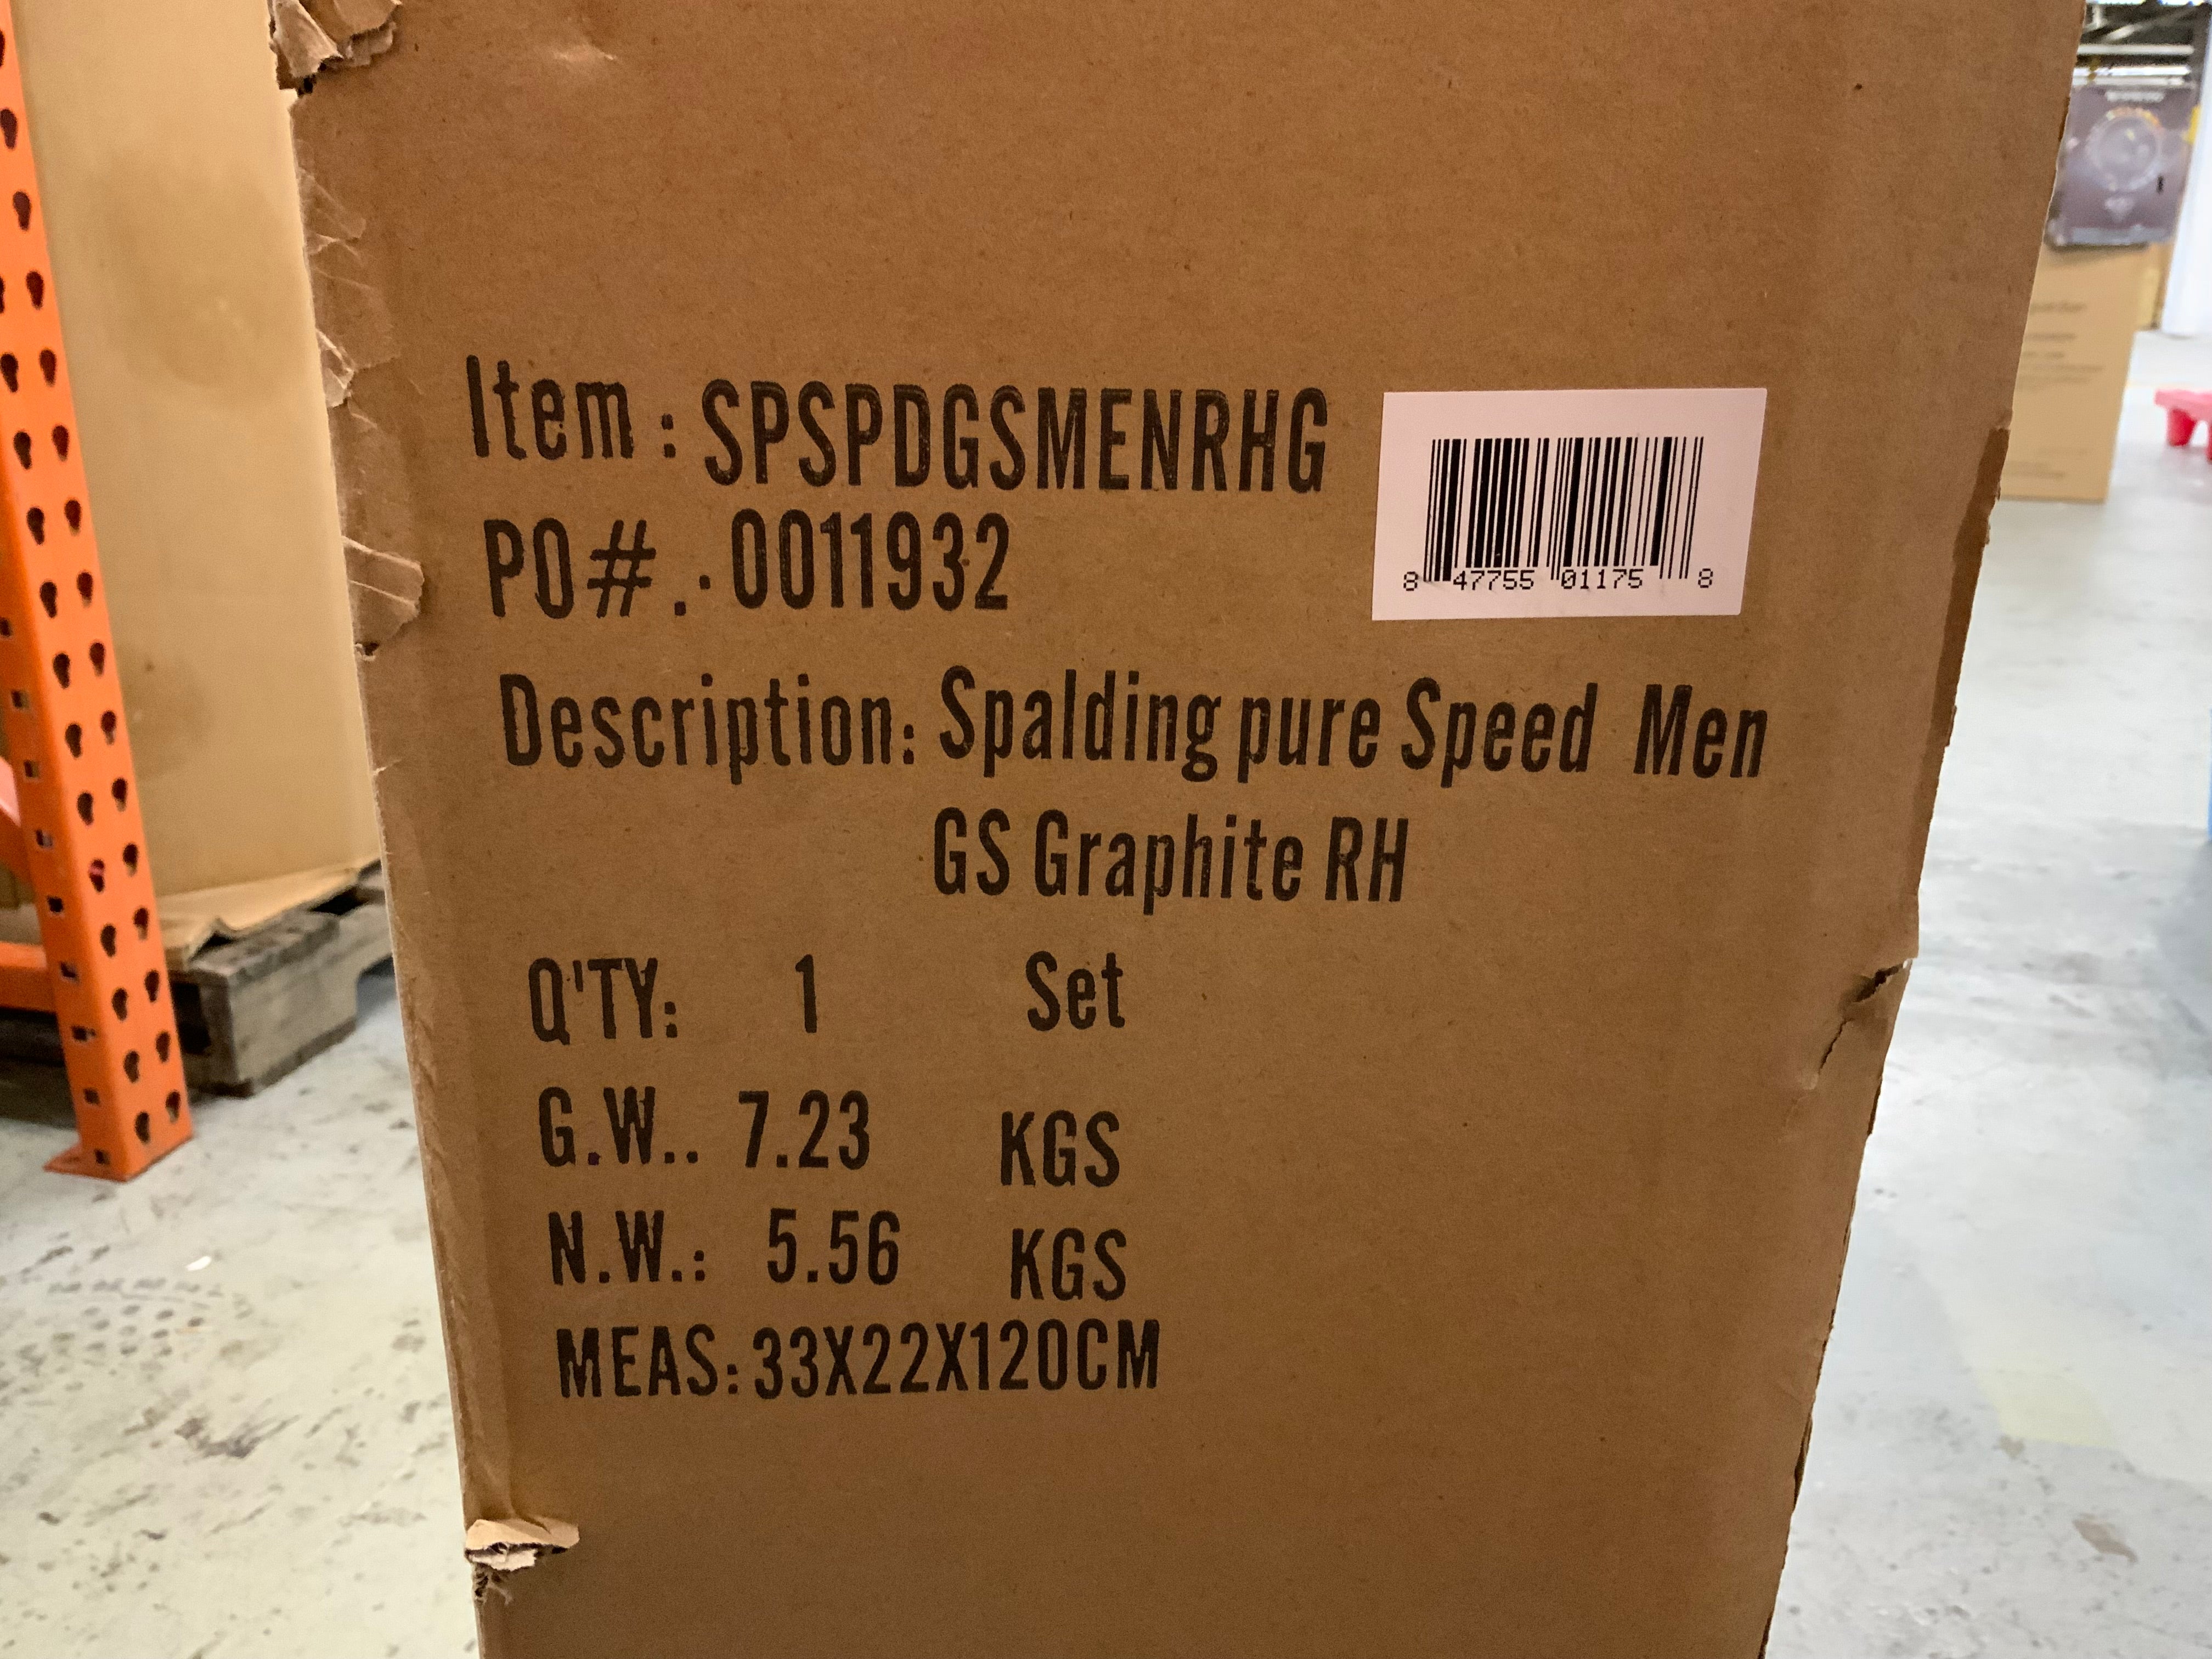 Item : SPSPDGSMENRHG
PO# .: 0011932
8 47755 01175 8
Description: Spalding pure Speed Men
GS Graphite RH
Q'TY: 1 Set
G.W.. 7.23 KGS
N.W.: 5.56 KGS
MEAS: 33X22X120CM